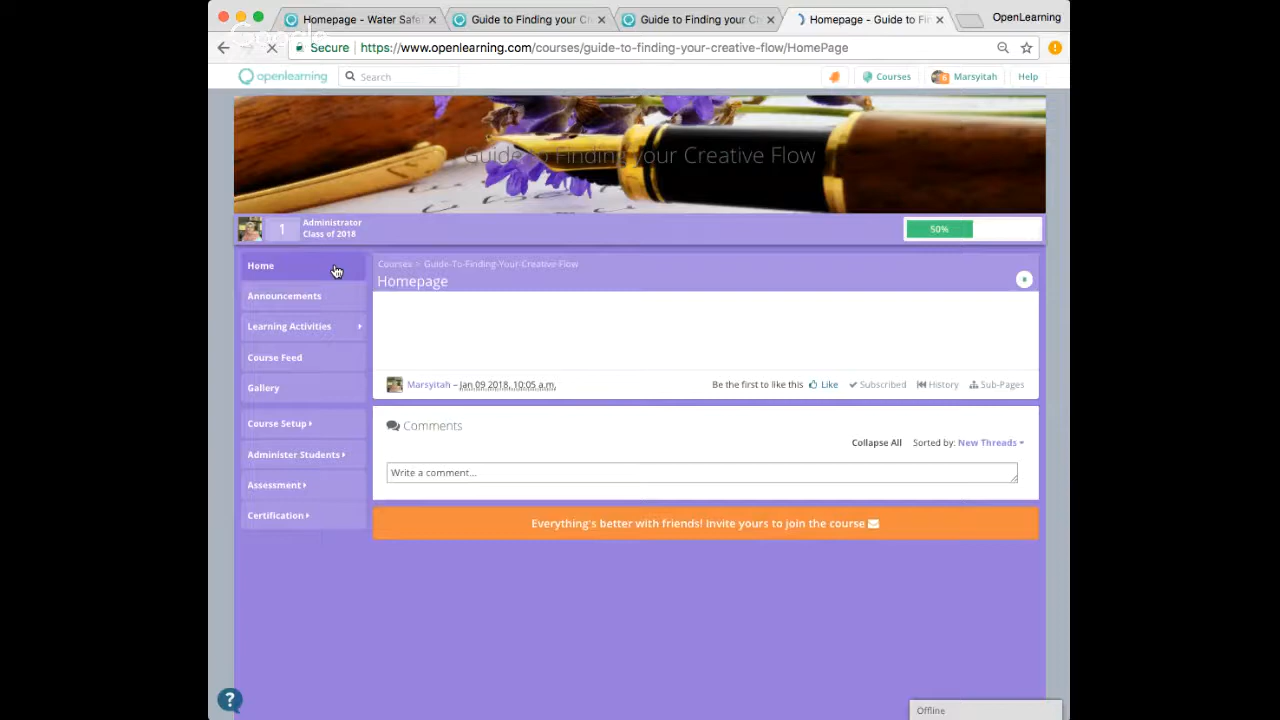 Homepage - Water Safe
Guide to Finding your Cr
Guide to Finding your Cr
Homepage - Guide to Fi
OpenLearning
Google
Secure
https://www.openlearning.com/courses/guide-to-finding-your-creative-flow/HomePage
openlearning
Search
Courses
6
Marsyitah
Help
Guide to Finding your Creative Flow
1
Administrator
Class of 2018
50%
Home
Announcements
Learning Activities
Course Feed
Gallery
Course Setup
Administer Students
Assessment
Certification
Courses > Guide-To-Finding-Your-Creative-Flow
Homepage
Marsyitah – Jan 09 2018, 10:05 a.m.
Be the first to like this Like Subscribed History Sub-Pages
Comments
Collapse All Sorted by: New Threads
Write a comment...
Everything's better with friends! Invite yours to join the course
?
Offline